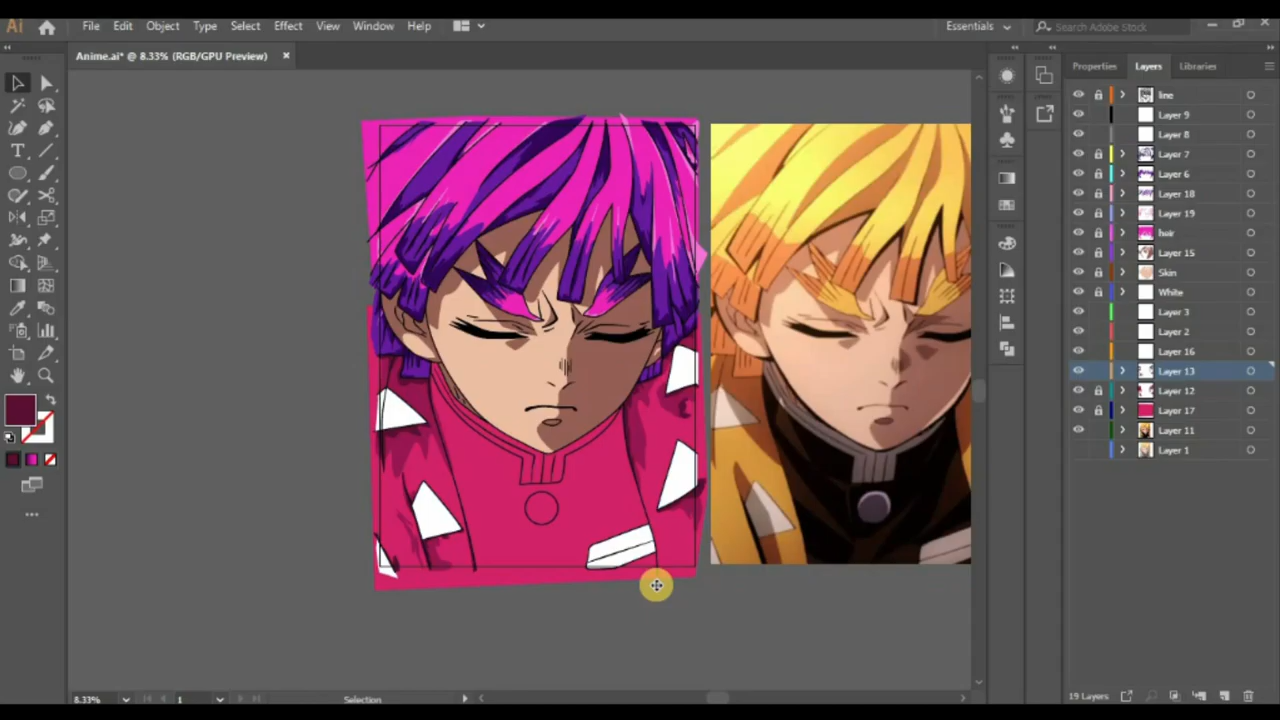 Ai File Edit Object Type Select Effect View Window Help Essentials Search Adobe Stock
Anime.ai* @ 8.33% (RGB/GPU Preview)
Properties Layers Libraries
line
Layer 9
Layer 8
Layer 7
Layer 6
Layer 18
Layer 19
hair
Layer 15
Skin
White
Layer 3
Layer 2
Layer 16
Layer 13
Layer 12
Layer 17
Layer 11
Layer 1
8.33% 1 Selection 19 Layers